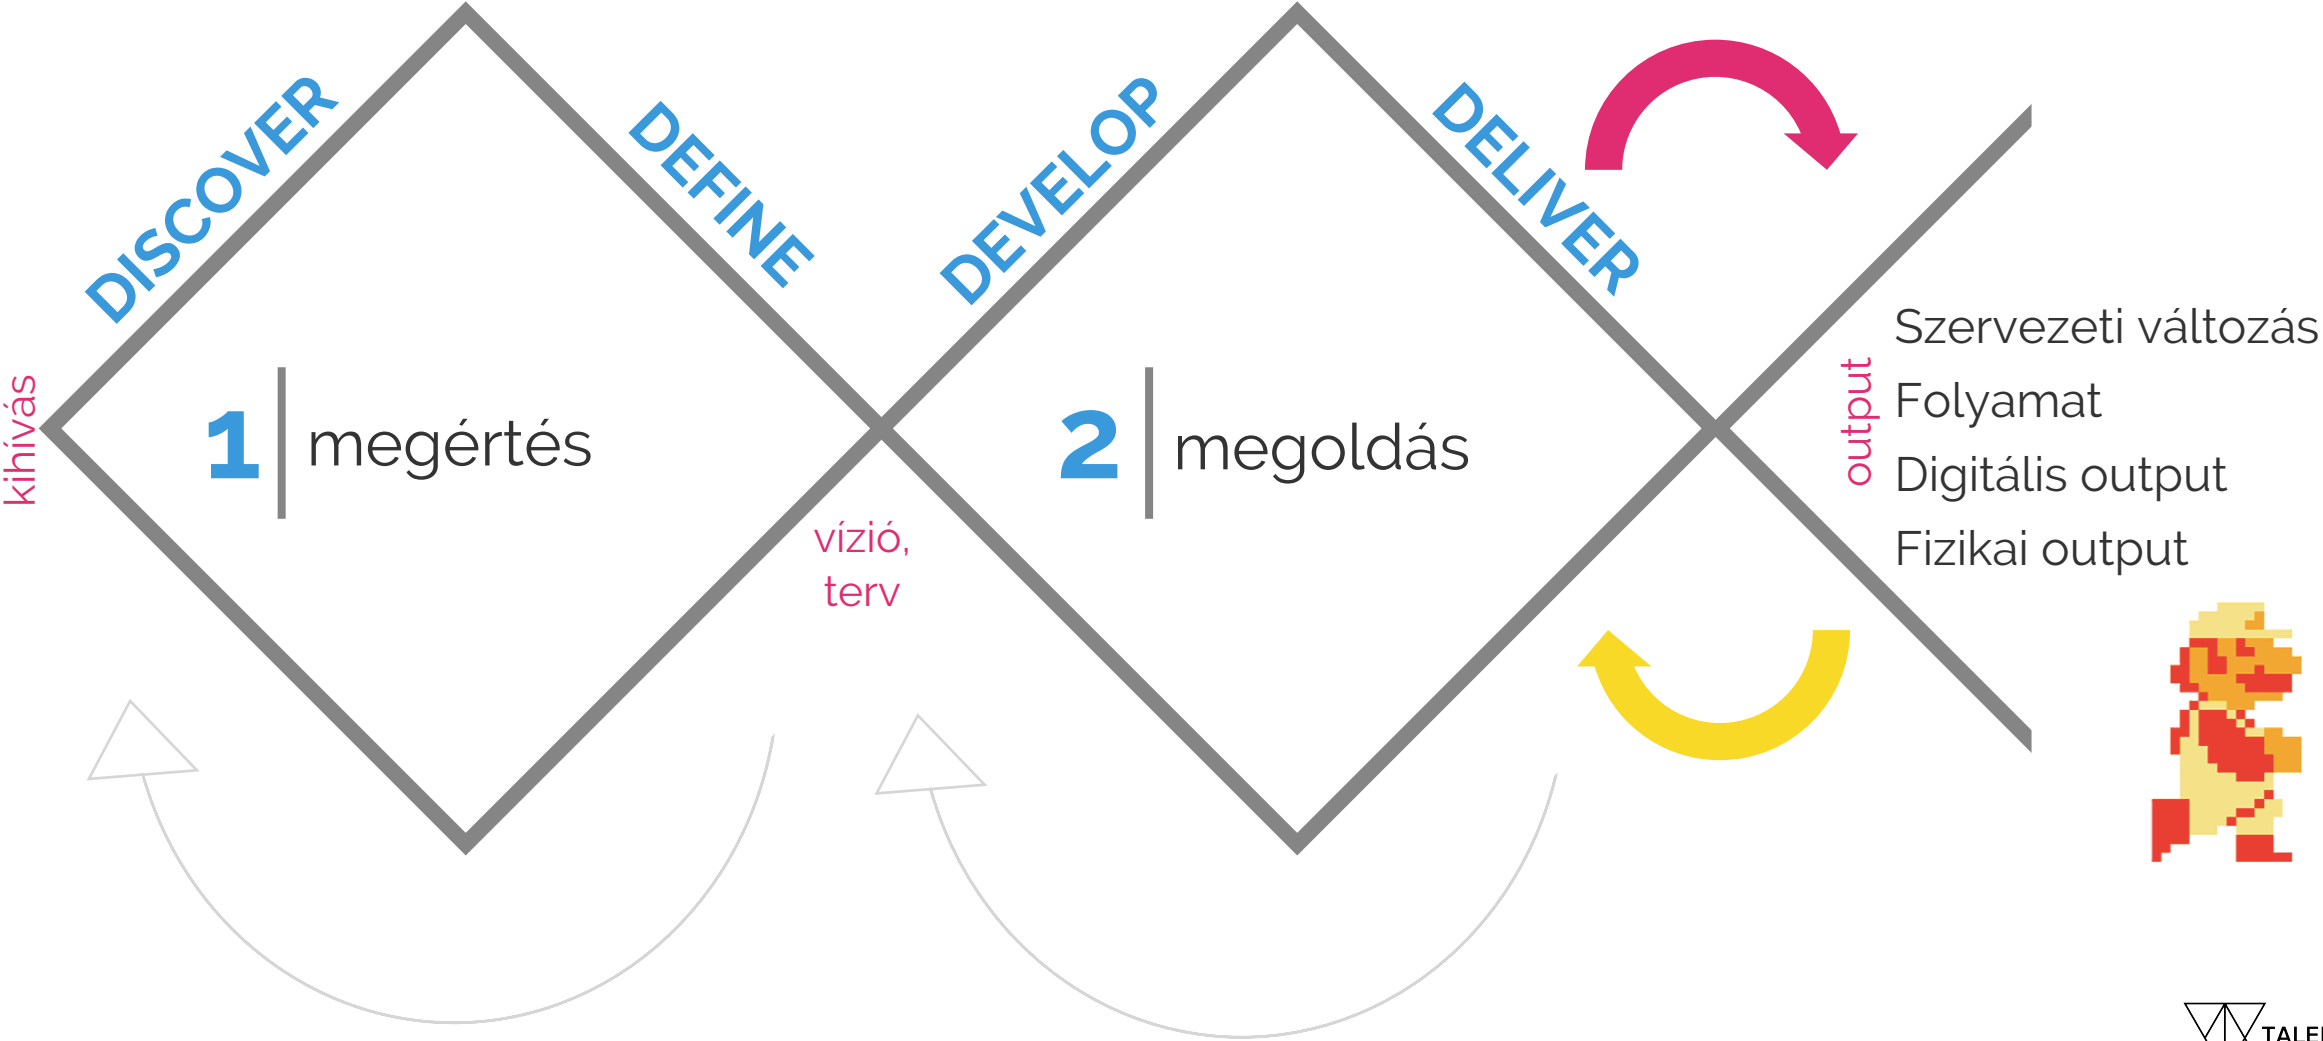 DISCOVER
DEFINE
DEVELOP
DELIVER
kihívás
1
megértés
vízió,
terv
2
megoldás
output
Szervezeti változás
Folyamat
Digitális output
Fizikai output